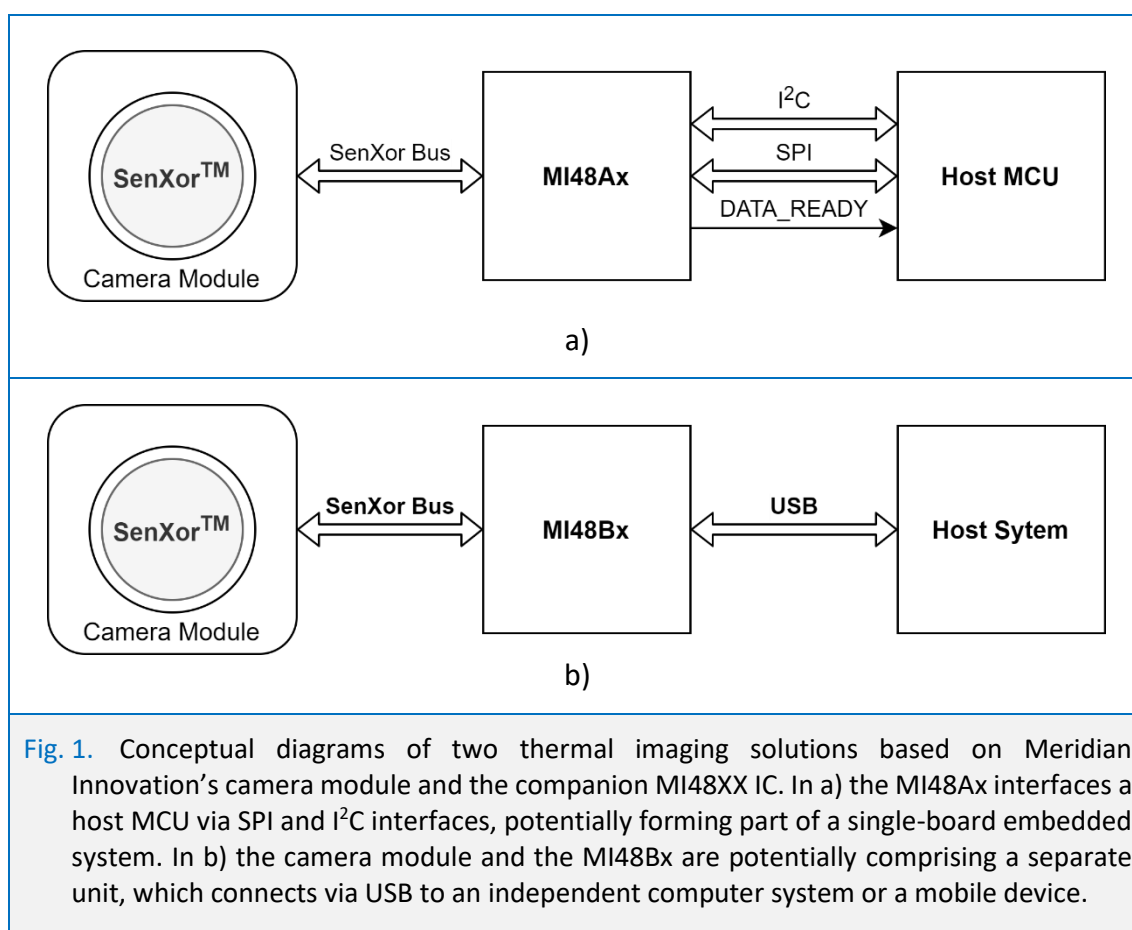 SenXor™
Camera Module
SenXor Bus
MI48Ax
I²C
SPI
DATA_READY
Host MCU
a)
SenXor™
Camera Module
SenXor Bus
MI48Bx
USB
Host Sytem
b)
Fig. 1. Conceptual diagrams of two thermal imaging solutions based on Meridian
Innovation’s camera module and the companion MI48XX IC. In a) the MI48Ax interfaces a
host MCU via SPI and I²C interfaces, potentially forming part of a single-board embedded
system. In b) the camera module and the MI48Bx are potentially comprising a separate
unit, which connects via USB to an independent computer system or a mobile device.